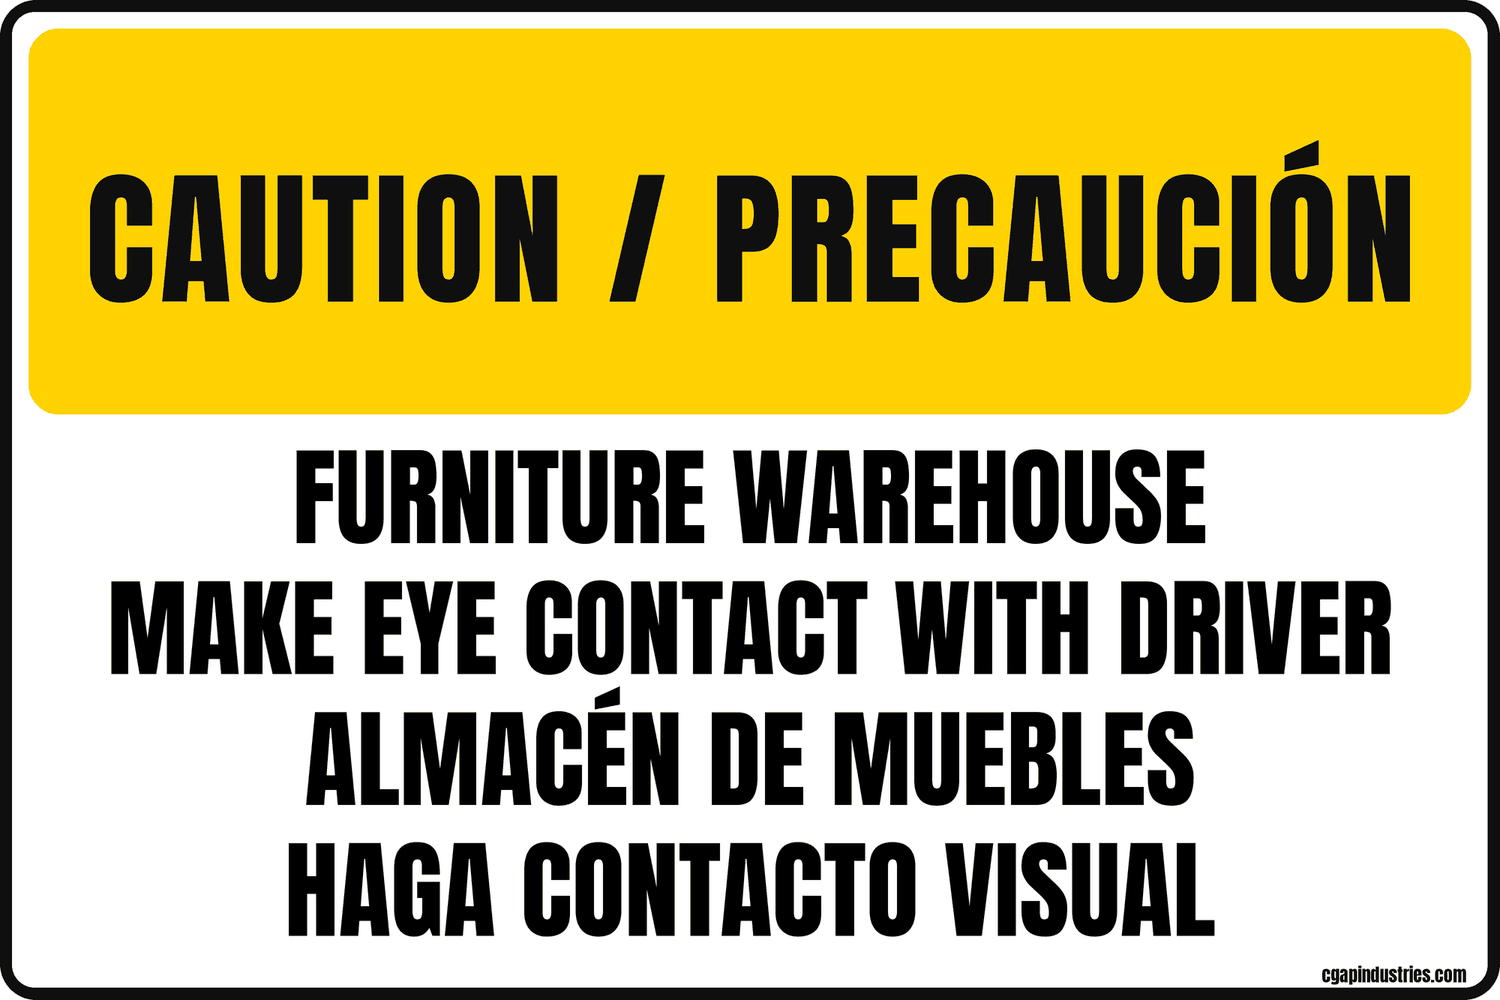 CAUTION / PRECAUCIÓN
FURNITURE WAREHOUSE
MAKE EYE CONTACT WITH DRIVER
ALMACÉN DE MUEBLES
HAGA CONTACTO VISUAL
cgapindustries.com